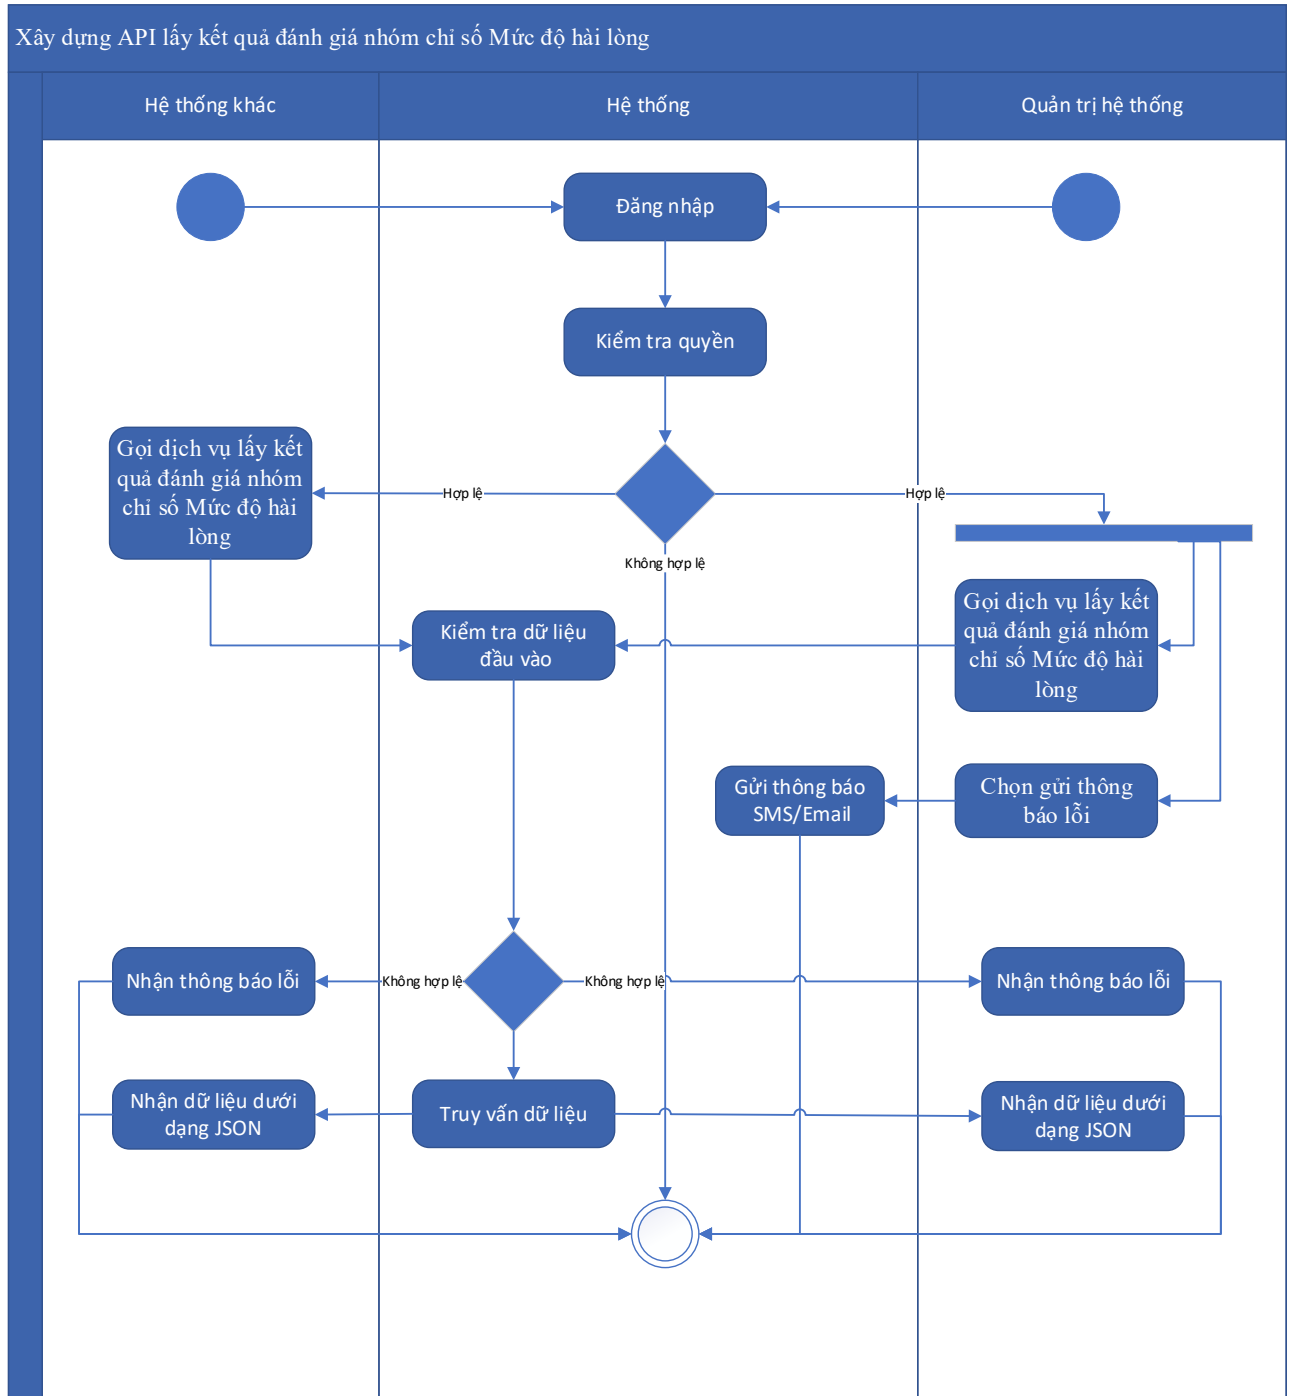 Xây dựng API lấy kết quả đánh giá nhóm chỉ số Mức độ hài lòng
Hệ thống khác
Hệ thống
Quản trị hệ thống
Đăng nhập
Kiểm tra quyền
Gọi dịch vụ lấy kết
quả đánh giá nhóm
chỉ số Mức độ hài
lòng
Hợp lệ
Hợp lệ
Không hợp lệ
Kiểm tra dữ liệu
đầu vào
Gọi dịch vụ lấy kết
quả đánh giá nhóm
chỉ số Mức độ hài
lòng
Gửi thông báo
SMS/Email
Chọn gửi thông
báo lỗi
Nhận thông báo lỗi
Không hợp lệ
Không hợp lệ
Nhận thông báo lỗi
Nhận dữ liệu dưới
dạng JSON
Truy vấn dữ liệu
Nhận dữ liệu dưới
dạng JSON